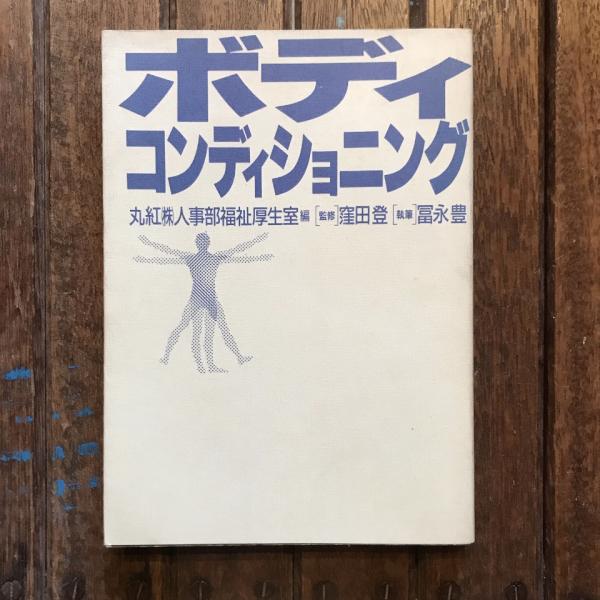 ボディ
コンディショニング
丸紅㈱人事部福祉厚生室編[監修]窪田登[執筆]冨永豊